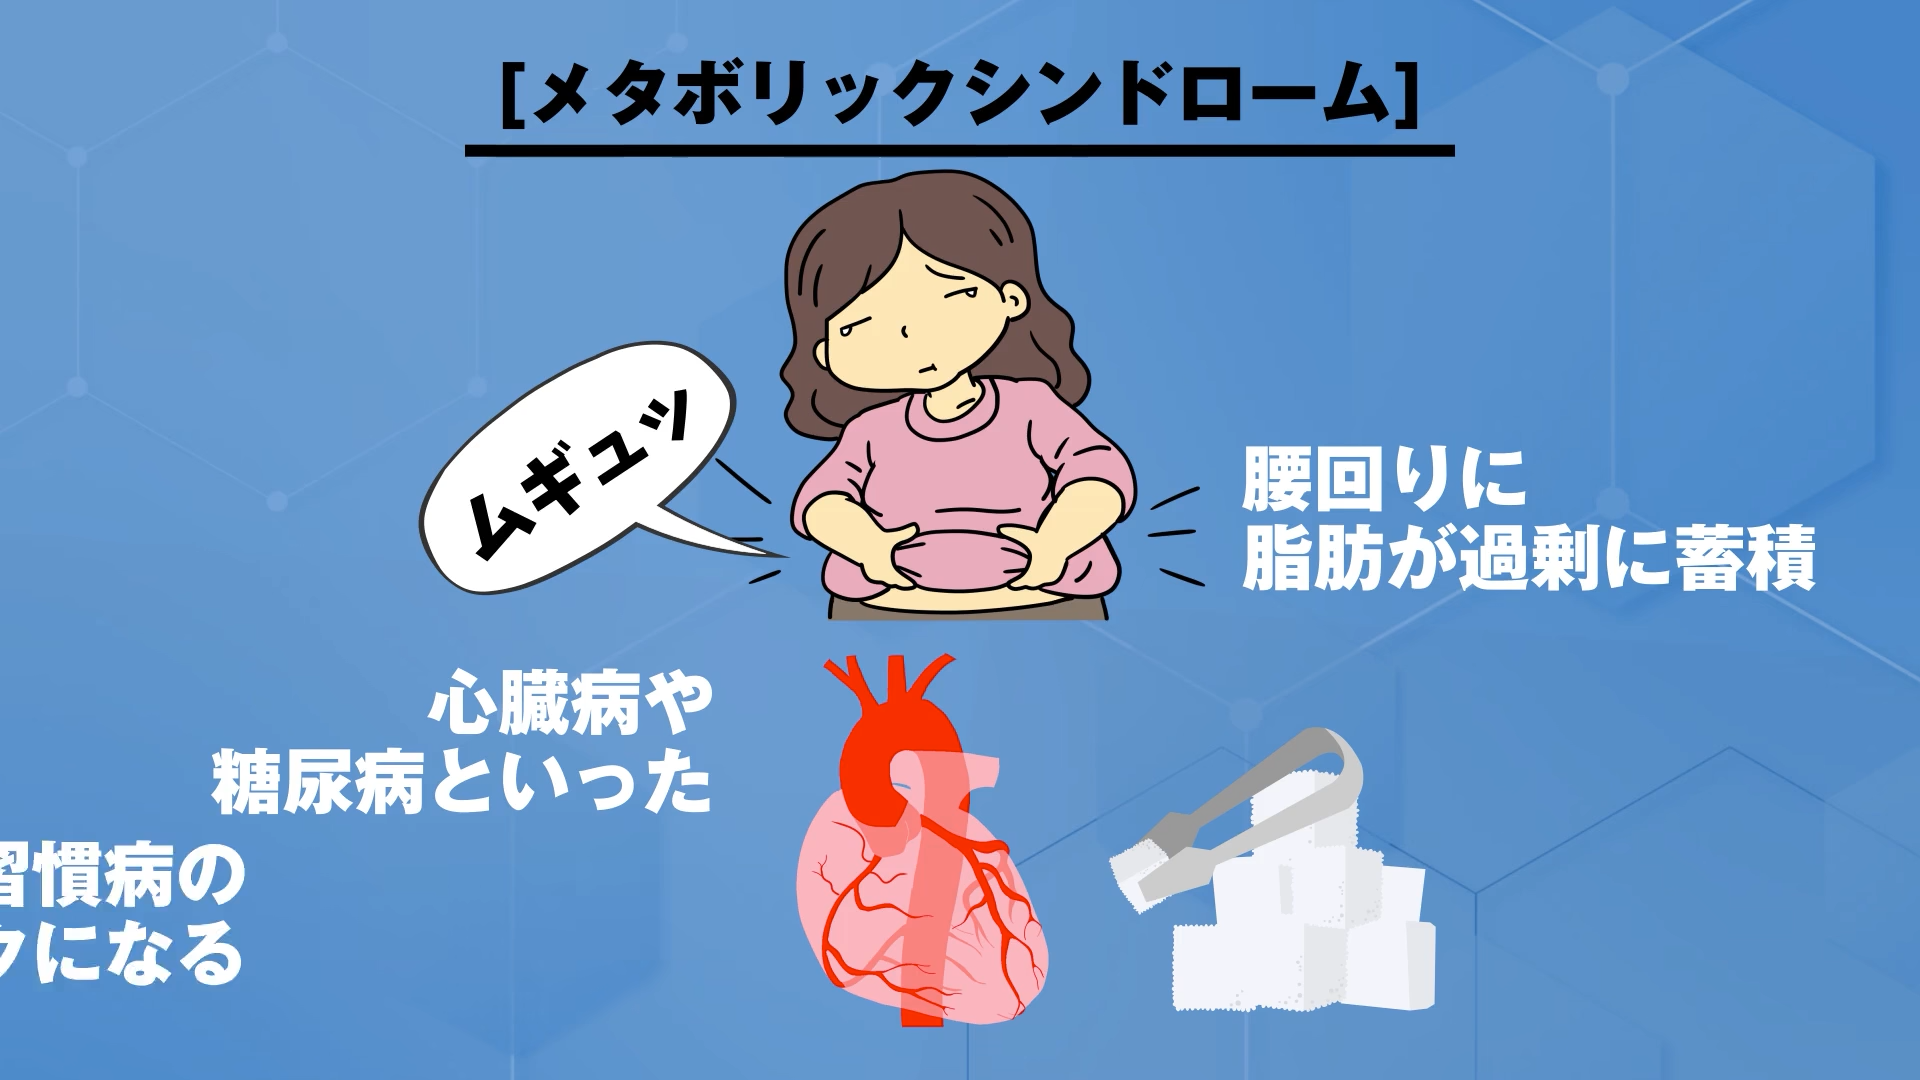 [メタボリックシンドローム]
ムギュッ
腰回りに
脂肪が過剰に蓄積
心臓病や
糖尿病といった
習慣病の
クになる